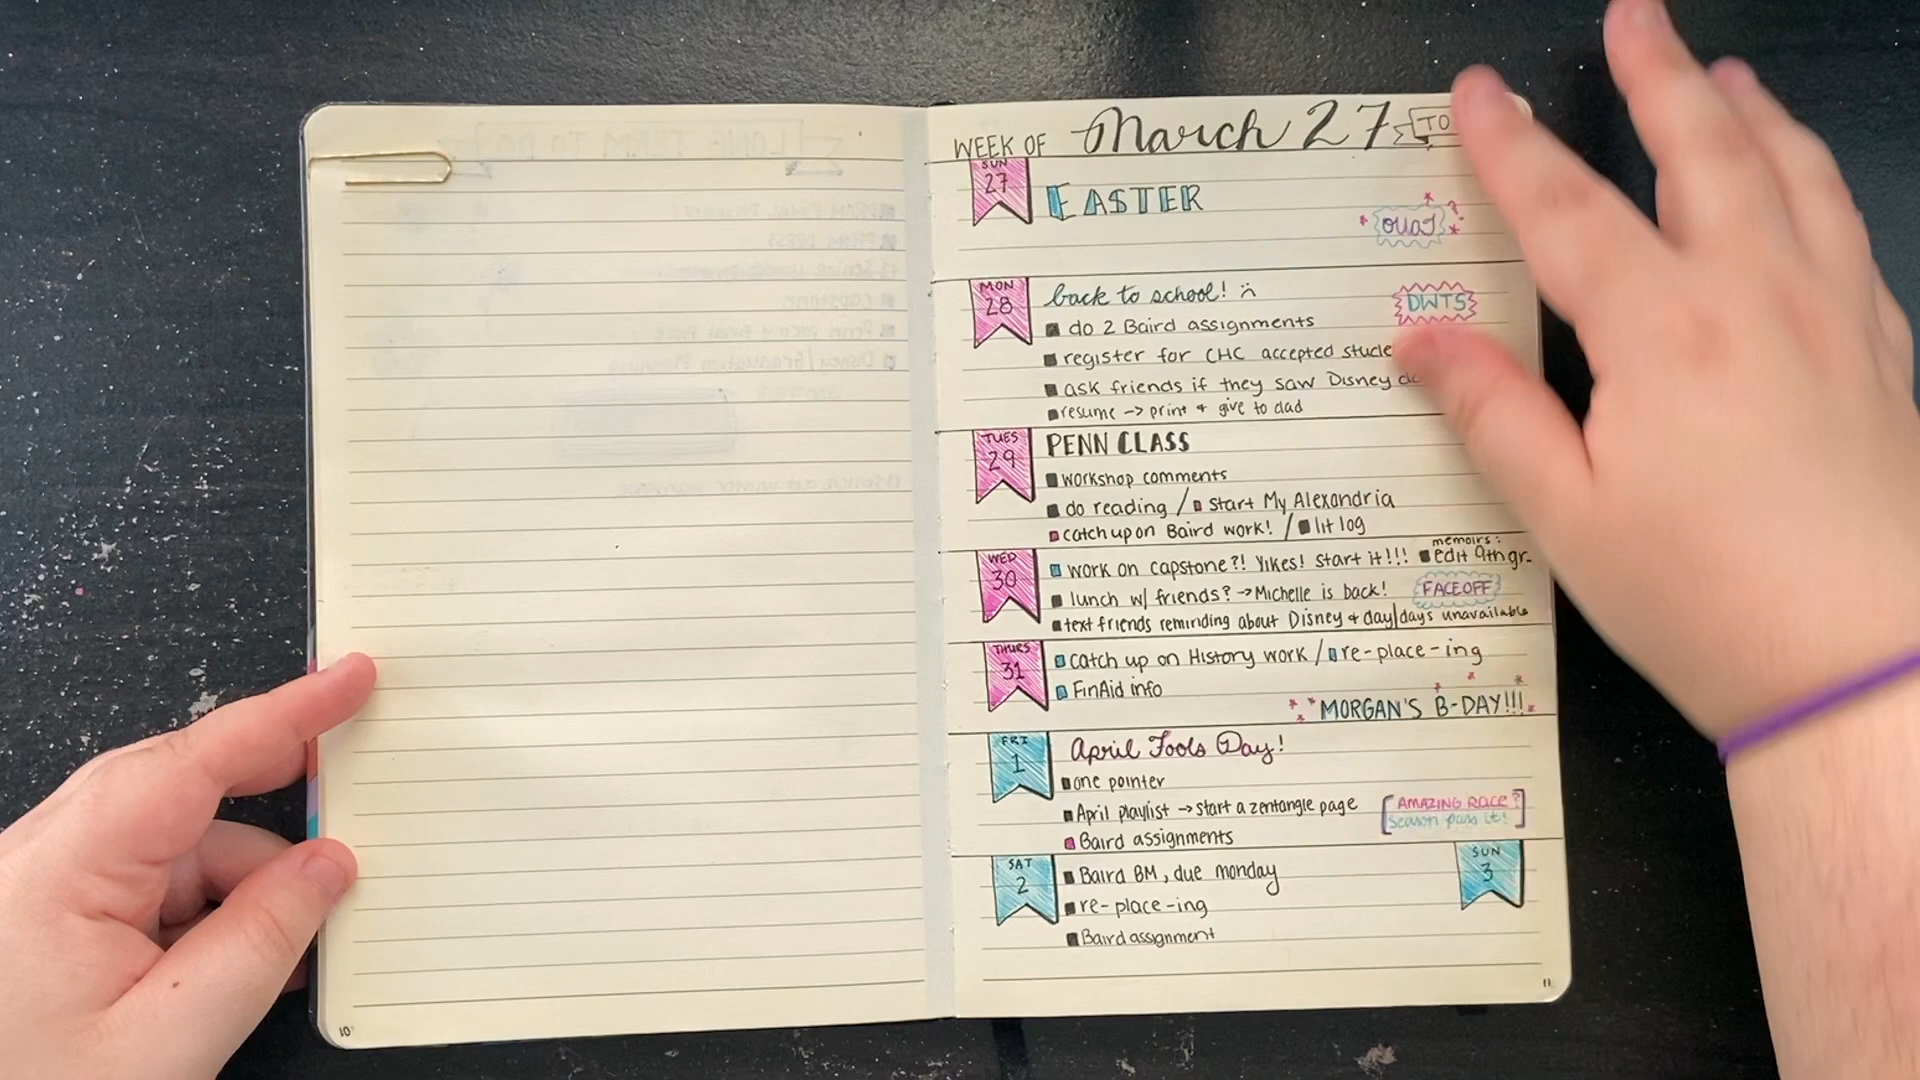 WEEK OF March 27 TO
SUN
27
EASTER
OUAT?
MON
28
back to school!
DWTS
do 2 Baird assignments
register for CHC accepted
ask friends if they saw Disney
resume -> print + give to dad
TUES
29
PENN CLASS
workshop comments
do reading / start My Alexandria
catch up on Baird work! / lit log
WED
30
memoirs:
work on capstone?! Yikes! start it!!! edit 9th gr.
lunch w/ friends? -> Michelle is back! FACEOFF
text friends reminding about Disney + day/days unavailable
THURS
31
catch up on History work / re-place-ing
FinAid info
MORGAN'S B-DAY!!!
FRI
1
April Fools Day!
one pointer
April playlist -> start a zentangle page
AMAZING RACE?
Season pass it!
Baird assignments
SAT
2
Baird BM, due monday
SUN
3
re-place-ing
Baird assignment
10
11